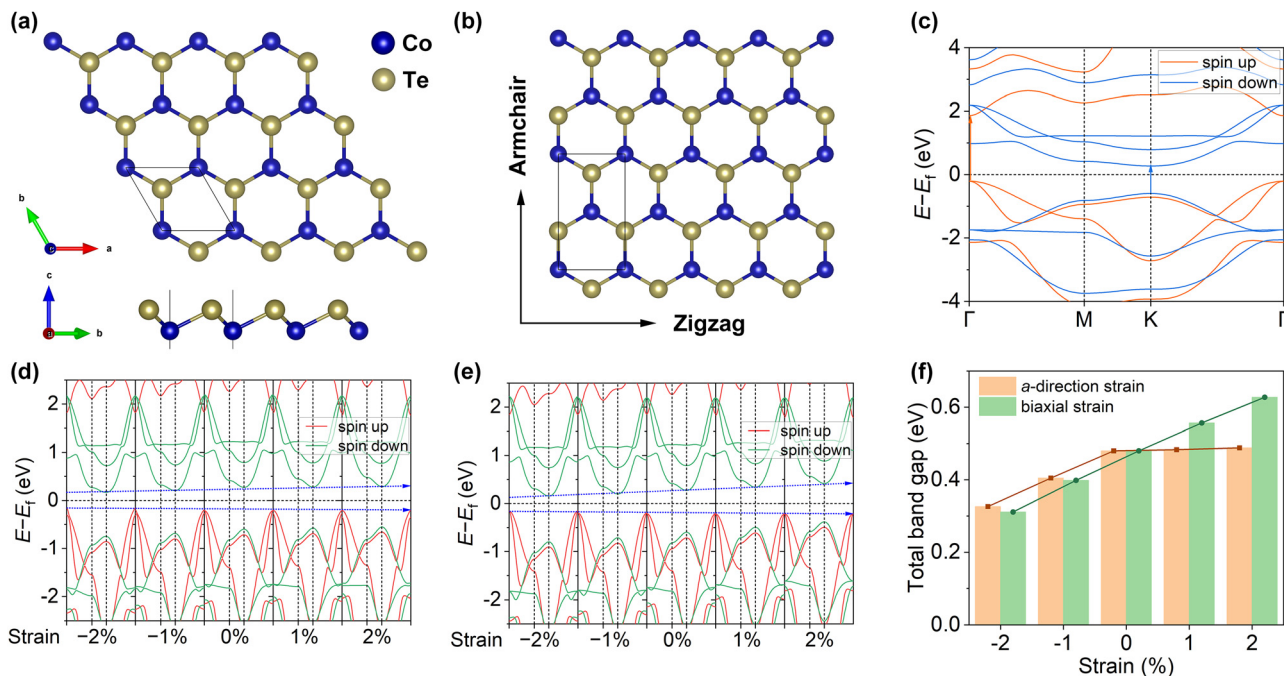 (a)
Co
Te
b
a
c
b
(b)
Armchair
Zigzag
(c)
E−Ef (eV)
4
2
0
-2
-4
spin up
spin down
Γ
M
K
Γ
(d)
E−Ef (eV)
2
1
0
-1
-2
spin up
spin down
Strain
-2%
-1%
0%
1%
2%
(e)
E−Ef (eV)
2
1
0
-1
-2
spin up
spin down
Strain
-2%
-1%
0%
1%
2%
(f)
Total band gap (eV)
0.6
0.4
0.2
0.0
a-direction strain
biaxial strain
-2
-1
0
1
2
Strain (%)